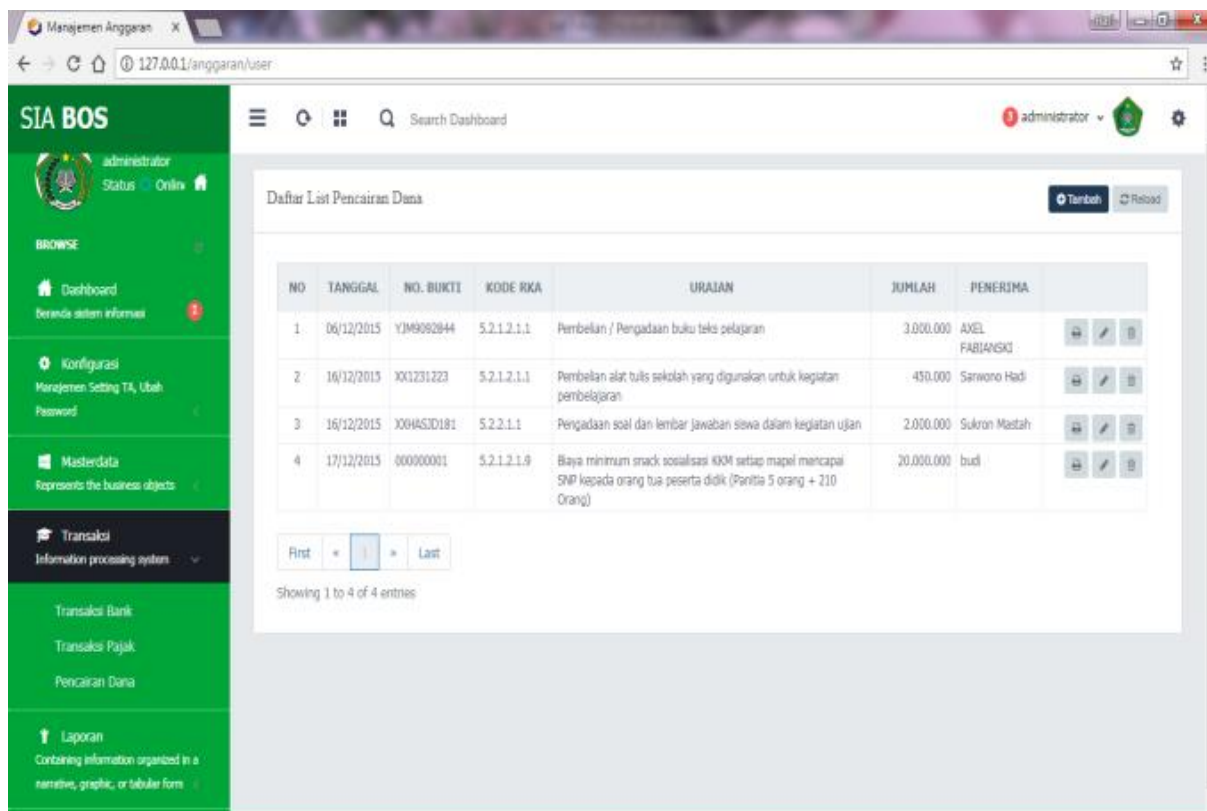 Manajemen Anggaran
127.0.0.1/anggaran/user
SIA BOS
Search Dashboard
administrator
administrator
Status Online
BROWSE
Dashboard
Beranda sistem informasi
Konfigurasi
Manajemen Setting TA, Ubah
Password
Masterdata
Represents the business objects
Transaksi
Information processing system
Transaksi Bank
Transaksi Pajak
Pencairan Dana
Laporan
Containing information organized in a
narrative, graphic, or tabular form
Daftar List Pencairan Dana
Tambah Reload
NO TANGGAL NO. BUKTI KODE RKA URAIAN JUMLAH PENERIMA
1 06/12/2015 YJM9092844 5.2.1.2.1.1 Pembelian / Pengadaan buku teks pelajaran 3.000.000 AXEL
FABIANSKI
2 16/12/2015 XX1231223 5.2.1.2.1.1 Pembelian alat tulis sekolah yang digunakan untuk kegiatan 450.000 Sarwono Hadi
pembelajaran
3 16/12/2015 XXHASJD181 5.2.2.1.1 Pengadaan soal dan lembar jawaban siswa dalam kegiatan ujian 2.000.000 Sukron Mastah
4 17/12/2015 000000001 5.2.1.2.1.9 Biaya minimum snack sosialisasi KKM setiap mapel mencapai 20.000.000 budi
SNP kepada orang tua peserta didik (Panitia 5 orang + 210
Orang)
First « 1 » Last
Showing 1 to 4 of 4 entries